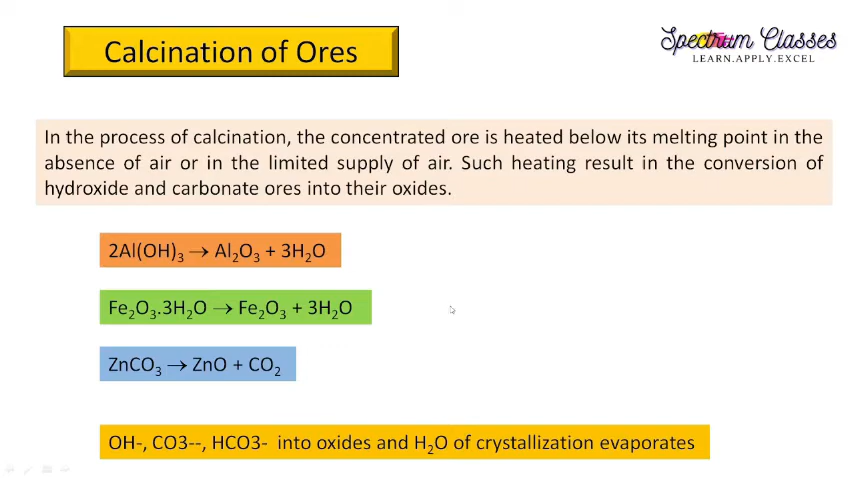 Calcination of Ores
Spectrum Classes
LEARN.APPLY.EXCEL
In the process of calcination, the concentrated ore is heated below its melting point in the
absence of air or in the limited supply of air. Such heating result in the conversion of
hydroxide and carbonate ores into their oxides.
2Al(OH)₃ → Al₂O₃ + 3H₂O
Fe₂O₃.3H₂O → Fe₂O₃ + 3H₂O
ZnCO₃ → ZnO + CO₂
OH-, CO3--, HCO3- into oxides and H₂O of crystallization evaporates